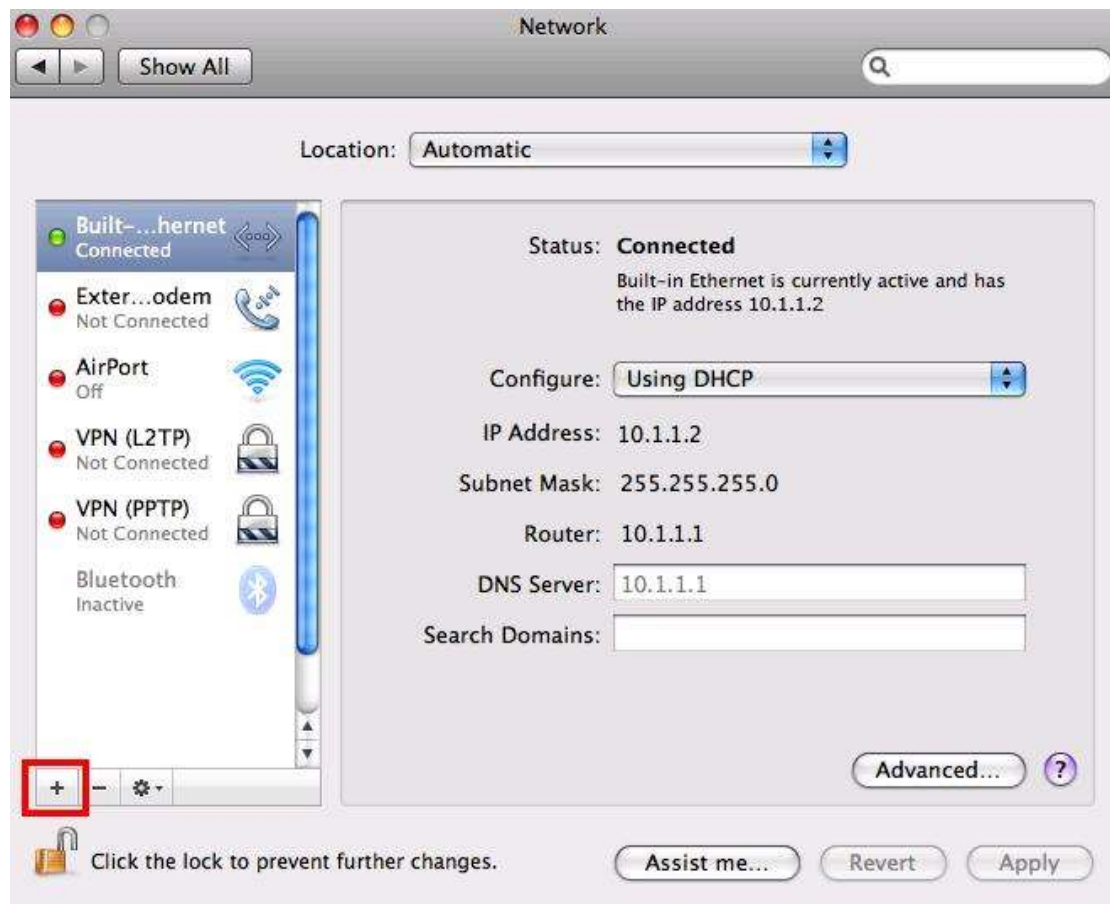 Network
Show All
Location: Automatic
Built-...hernet
Connected
Exter...odem
Not Connected
AirPort
Off
VPN (L2TP)
Not Connected
VPN (PPTP)
Not Connected
Bluetooth
Inactive
Status: Connected
Built-in Ethernet is currently active and has
the IP address 10.1.1.2
Configure: Using DHCP
IP Address: 10.1.1.2
Subnet Mask: 255.255.255.0
Router: 10.1.1.1
DNS Server: 10.1.1.1
Search Domains:
Advanced... ?
+ -
Click the lock to prevent further changes.
Assist me... Revert Apply